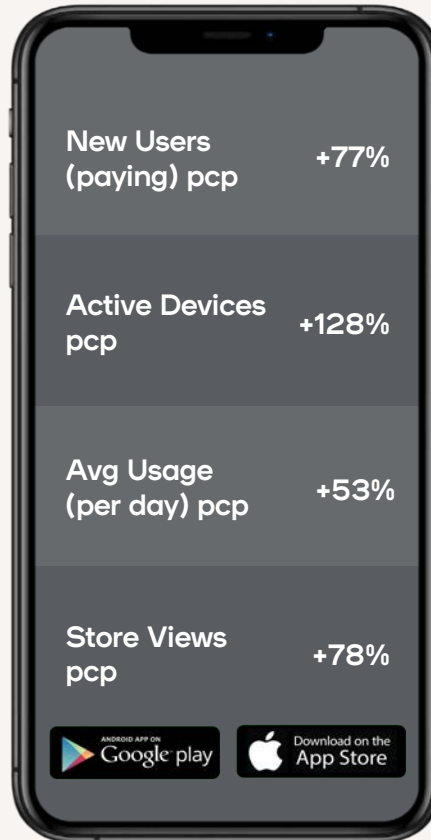 New Users
(paying) pcp
+77%
Active Devices
pcp
+128%
Avg Usage
(per day) pcp
+53%
Store Views
pcp
+78%
ANDROID APP ON
Google play
Download on the
App Store